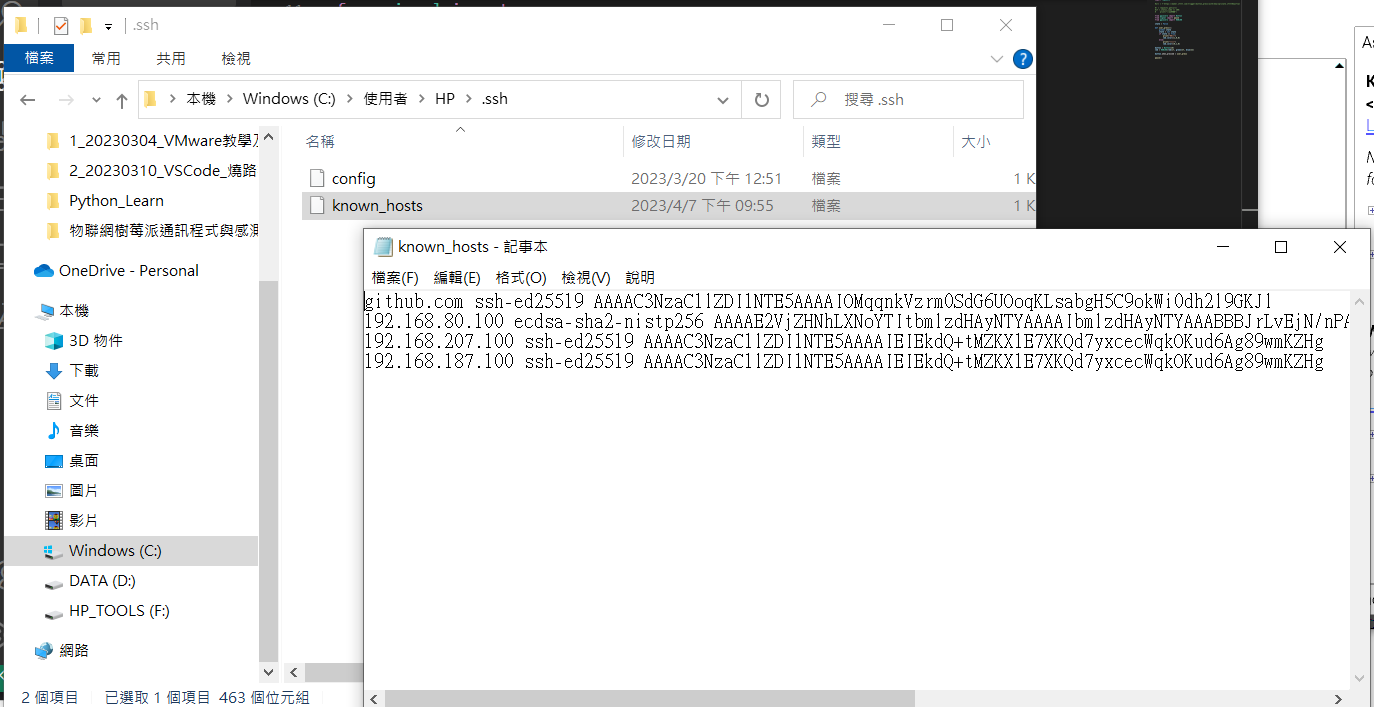 .ssh
檔案 常用 共用 檢視
本機 Windows (C:) 使用者 HP .ssh
搜尋 .ssh
1_20230304_VMware教學
2_20230310_VSCode_燒路
Python_Learn
物聯網樹莓派通訊程式與感測
OneDrive - Personal
本機
3D 物件
下載
文件
音樂
桌面
圖片
影片
Windows (C:)
DATA (D:)
HP_TOOLS (F:)
網路
名稱 修改日期 類型 大小
config 2023/3/20 下午 12:51 檔案 1 K
known_hosts 2023/4/7 下午 09:55 檔案 1 K
2 個項目 已選取 1 個項目 463 個位元組
known_hosts - 記事本
檔案(F) 編輯(E) 格式(O) 檢視(V) 說明
github.com ssh-ed25519 AAAAC3NzaC1lZDI1NTE5AAAAIOMqqnkVzrm0SdG6UOoqKLsabgH5C9okWi0dh2l9GKJl
192.168.80.100 ecdsa-sha2-nistp256 AAAAE2VjZHNhLXNoYTItbmlzdHAyNTYAAAAIbmlzdHAyNTYAAABBBJrLvEjN/nPA
192.168.207.100 ssh-ed25519 AAAAC3NzaC1lZDI1NTE5AAAAIEIEkdQ+tMZKXlE7XKQd7yxcecWqkOKud6Ag89wmKZHg
192.168.187.100 ssh-ed25519 AAAAC3NzaC1lZDI1NTE5AAAAIEIEkdQ+tMZKXlE7XKQd7yxcecWqkOKud6Ag89wmKZHg